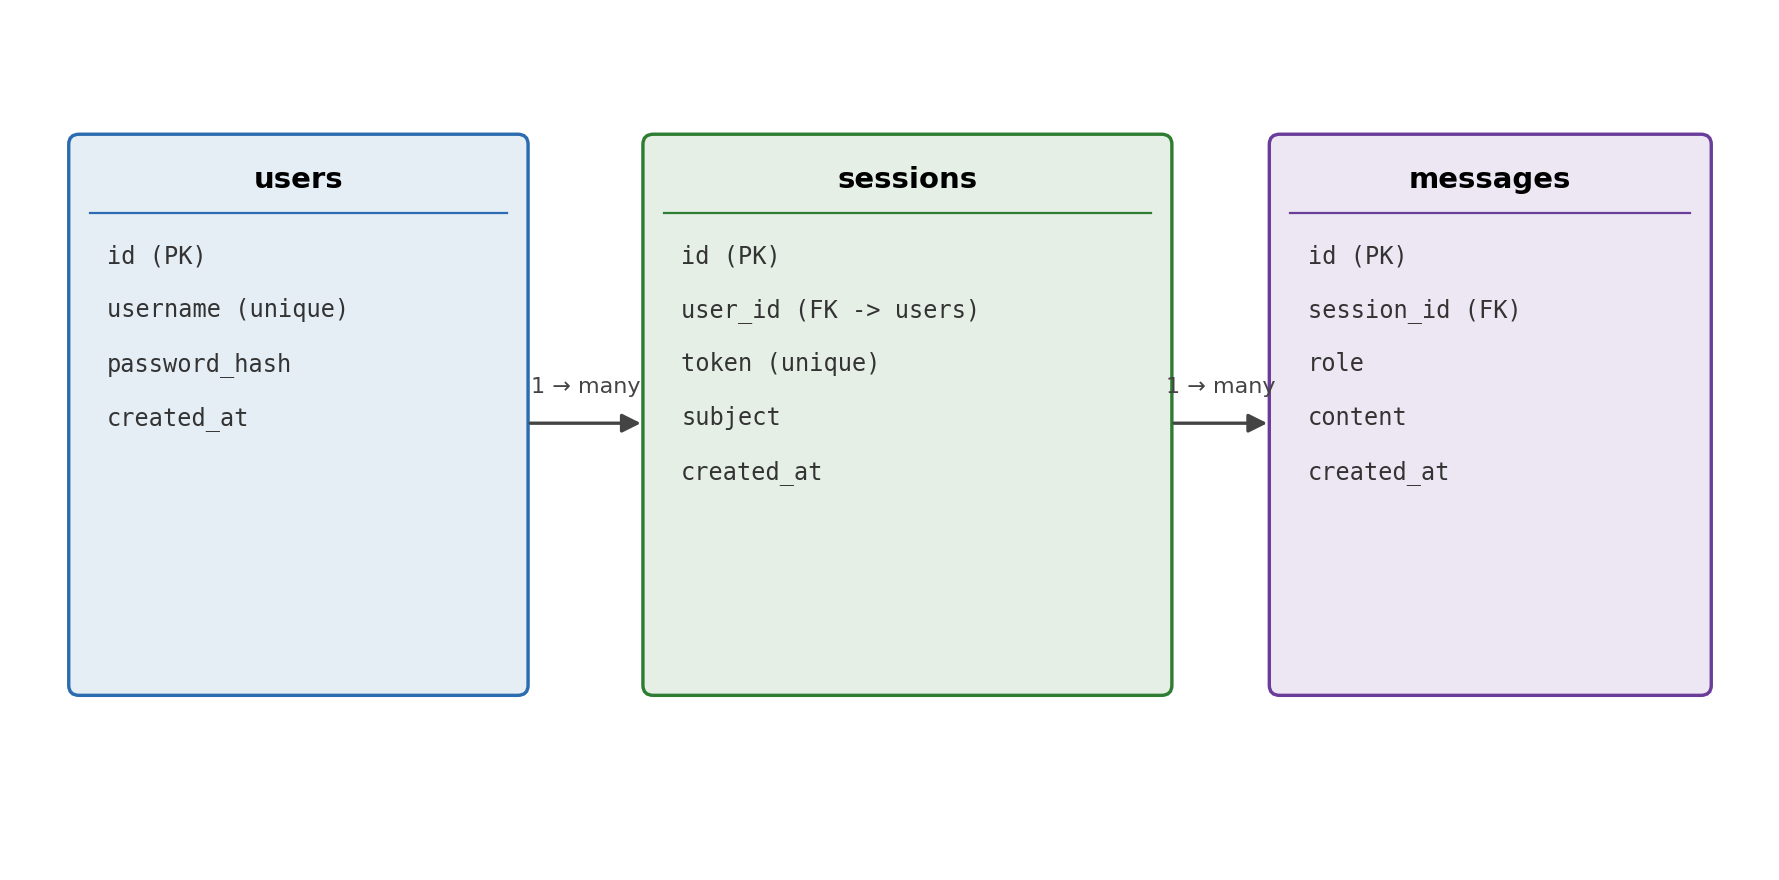 users
id (PK)
username (unique)
password_hash
created_at
1 → many
sessions
id (PK)
user_id (FK -> users)
token (unique)
subject
created_at
1 → many
messages
id (PK)
session_id (FK)
role
content
created_at